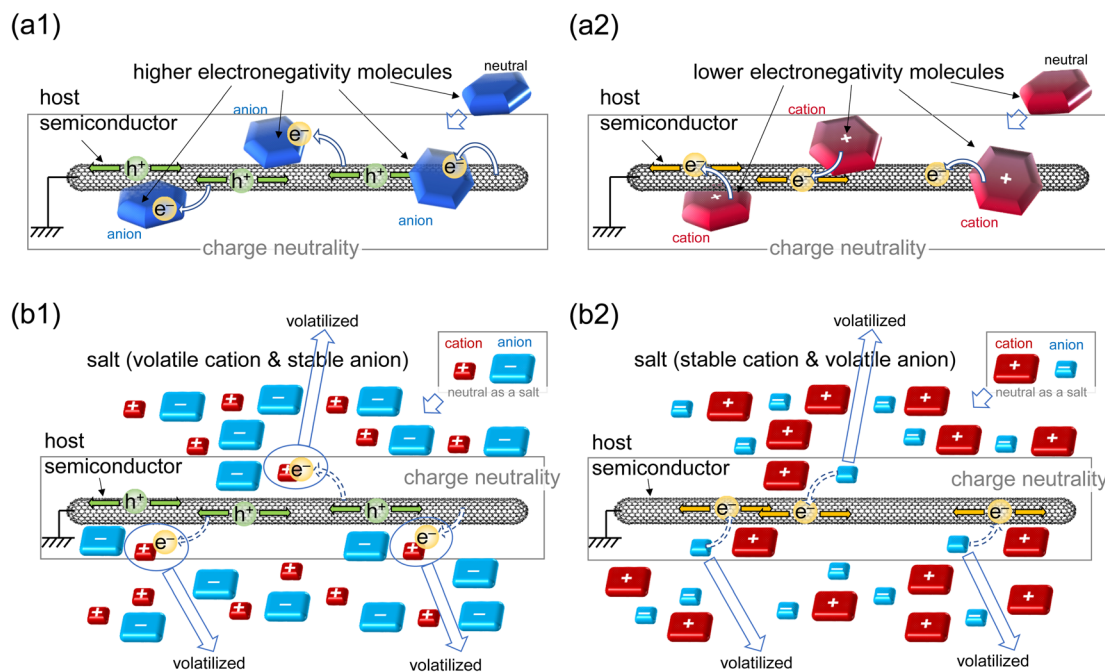 (a1)
higher electronegativity molecules
neutral
host
semiconductor
anion
e⁻
h⁺
h⁺
h⁺
e⁻
e⁻
anion
anion
charge neutrality
(a2)
lower electronegativity molecules
neutral
host
semiconductor
cation
+
e⁻
e⁻
e⁻
+
+
cation
cation
charge neutrality
(b1)
volatilized
salt (volatile cation & stable anion)
cation anion
+ −
neutral as a salt
+ − + − + −
+ − − + −
host
semiconductor
− + e⁻
charge neutrality
h⁺
h⁺
h⁺
− + e⁻ − + e⁻
+ −
+ − + − + −
volatilized
volatilized
(b2)
volatilized
salt (stable cation & volatile anion)
cation anion
+ −
neutral as a salt
− + − + − +
− + − + − +
host
semiconductor
+ −
charge neutrality
e⁻
e⁻
e⁻
− + − +
+ − + − +
− + − +
volatilized
volatilized